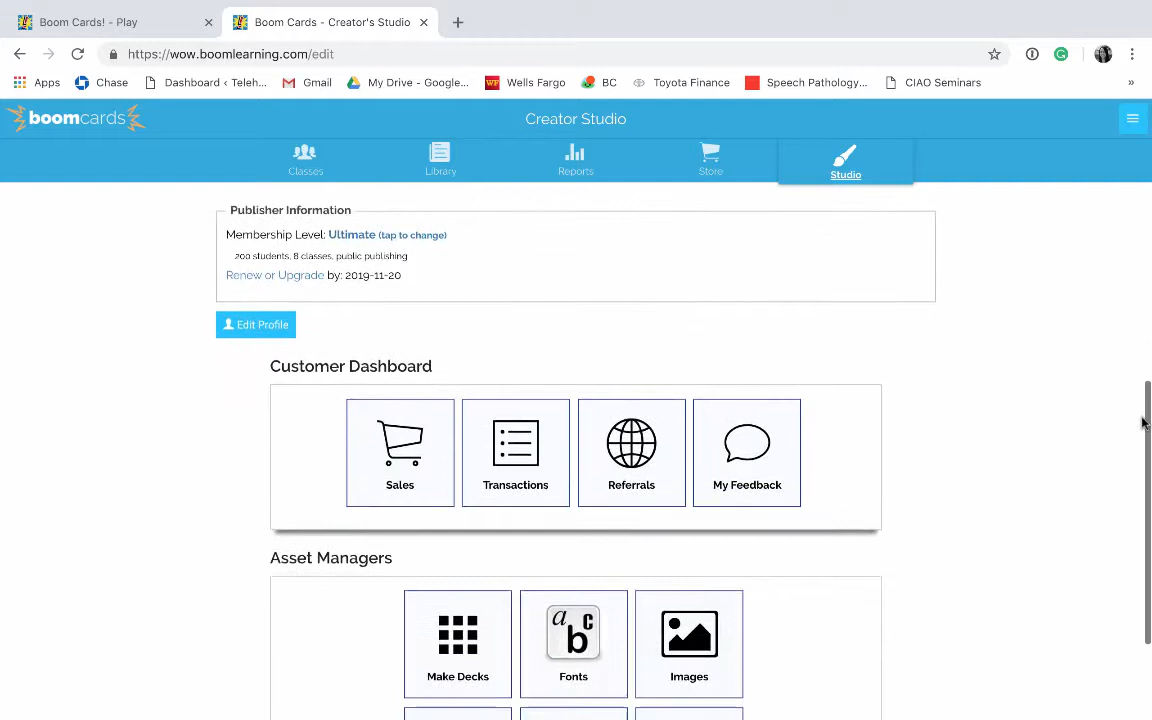 Boom Cards! - Play
Boom Cards - Creator's Studio
https://wow.boomlearning.com/edit
Apps
Chase
Dashboard ‹ Teleh...
Gmail
My Drive - Google...
Wells Fargo
BC
Toyota Finance
Speech Pathology...
CIAO Seminars
»
boomcards
Creator Studio
Classes
Library
Reports
Store
Studio
Publisher Information
Membership Level: Ultimate (tap to change)
200 students, 8 classes, public publishing
Renew or Upgrade by: 2019-11-20
Edit Profile
Customer Dashboard
Sales
Transactions
Referrals
My Feedback
Asset Managers
a b c
Make Decks
Fonts
Images